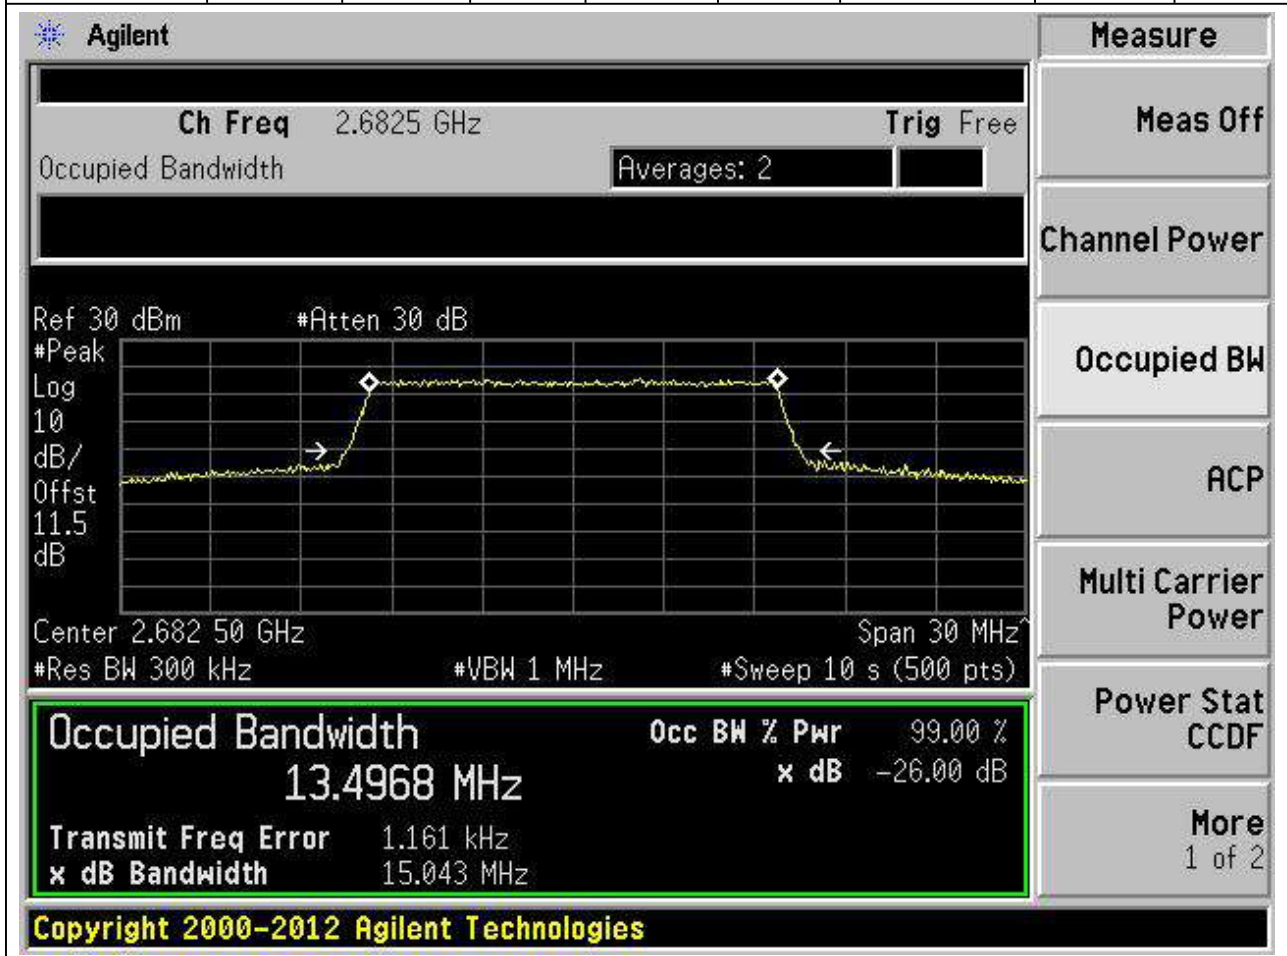 Agilent
Measure
Ch Freq 2.6825 GHz Trig Free
Meas Off
Occupied Bandwidth Averages: 2
Channel Power
Ref 30 dBm #Atten 30 dB
#Peak
Log
10
dB/
Offst
11.5
dB
Occupied BW
ACP
Center 2.682 50 GHz Span 30 MHz^
#Res BW 300 kHz #VBW 1 MHz #Sweep 10 s (500 pts)
Multi Carrier
Power
Occupied Bandwidth Occ BW % Pwr 99.00 %
13.4968 MHz x dB -26.00 dB
Transmit Freq Error 1.161 kHz
x dB Bandwidth 15.043 MHz
Power Stat
CCDF
More
1 of 2
Copyright 2000-2012 Agilent Technologies